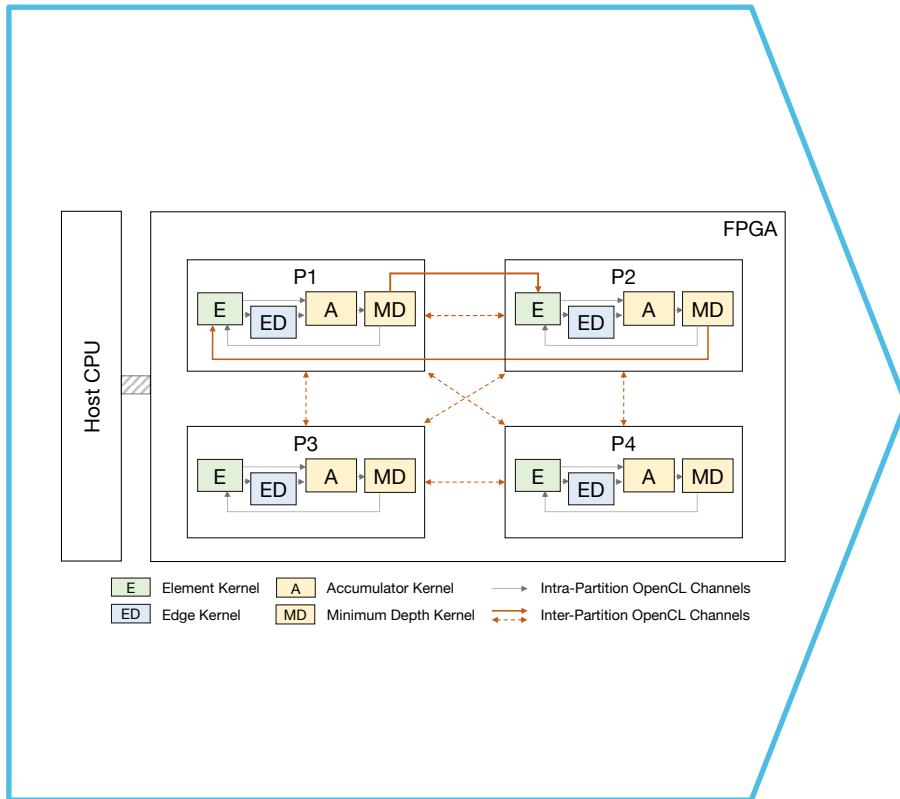 FPGA
Host CPU
P1
E
ED
A
MD
P2
E
ED
A
MD
P3
E
ED
A
MD
P4
E
ED
A
MD
E Element Kernel
A Accumulator Kernel
Intra-Partition OpenCL Channels
ED Edge Kernel
MD Minimum Depth Kernel
Inter-Partition OpenCL Channels